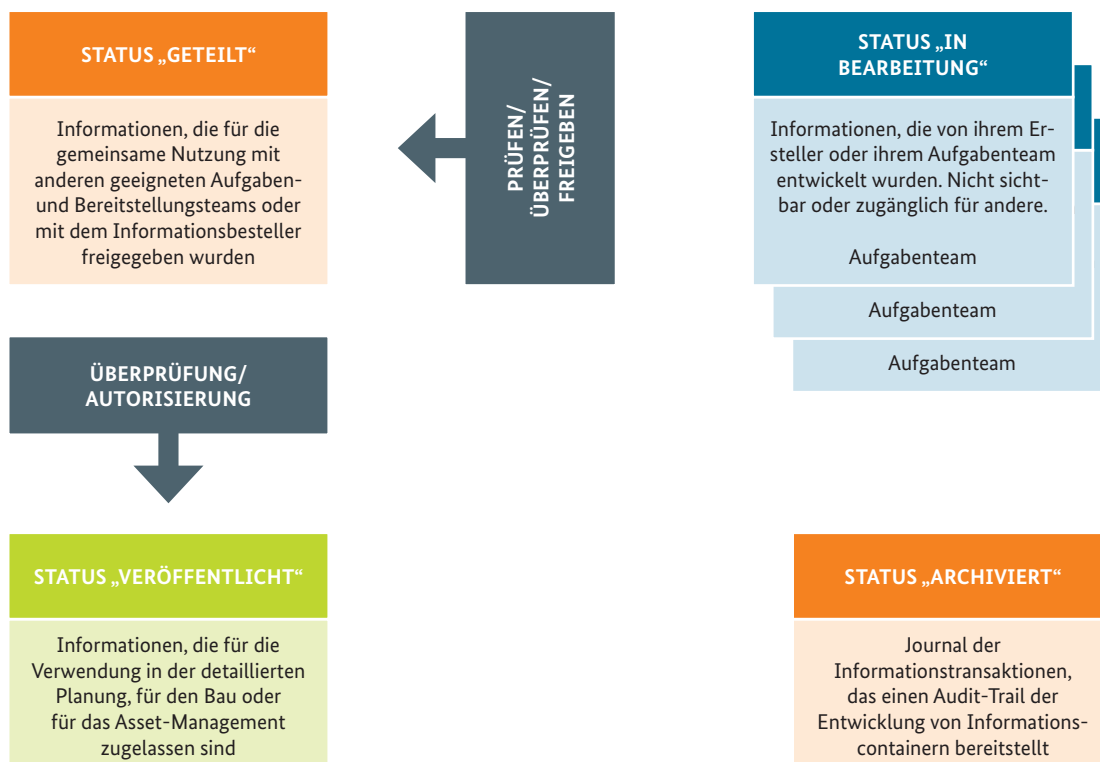 STATUS „GETEILT“
Informationen, die für die
gemeinsame Nutzung mit
anderen geeigneten Aufgaben-
und Bereitstellungsteams oder
mit dem Informationsbesteller
freigegeben wurden
PRÜFEN/
ÜBERPRÜFEN/
FREIGEBEN
STATUS „IN
BEARBEITUNG“
Informationen, die von ihrem Er-
steller oder ihrem Aufgabenteam
entwickelt wurden. Nicht sicht-
bar oder zugänglich für andere.
Aufgabenteam
Aufgabenteam
Aufgabenteam
ÜBERPRÜFUNG/
AUTORISIERUNG
STATUS „VERÖFFENTLICHT“
Informationen, die für die
Verwendung in der detaillierten
Planung, für den Bau oder
für das Asset-Management
zugelassen sind
STATUS „ARCHIVIERT“
Journal der
Informationstransaktionen,
das einen Audit-Trail der
Entwicklung von Informations-
containern bereitstellt